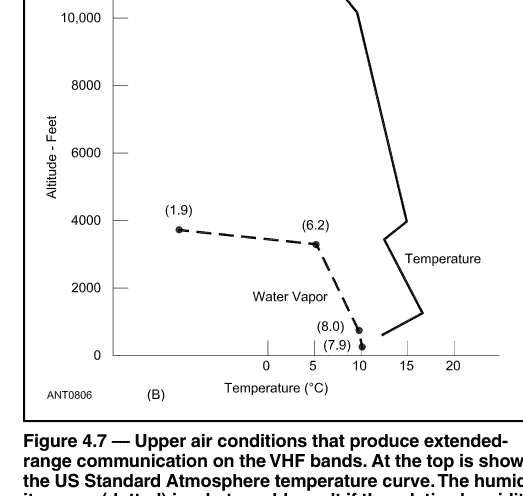 10,000
8000
6000
Altitude - Feet
4000
(1.9)
(6.2)
Temperature
Water Vapor
2000
(8.0)
(7.9)
0
0 5 10 15 20
Temperature (°C)
ANT0806 (B)
Figure 4.7 — Upper air conditions that produce extended-
range communication on the VHF bands. At the top is show
the US Standard Atmosphere temperature curve. The humid